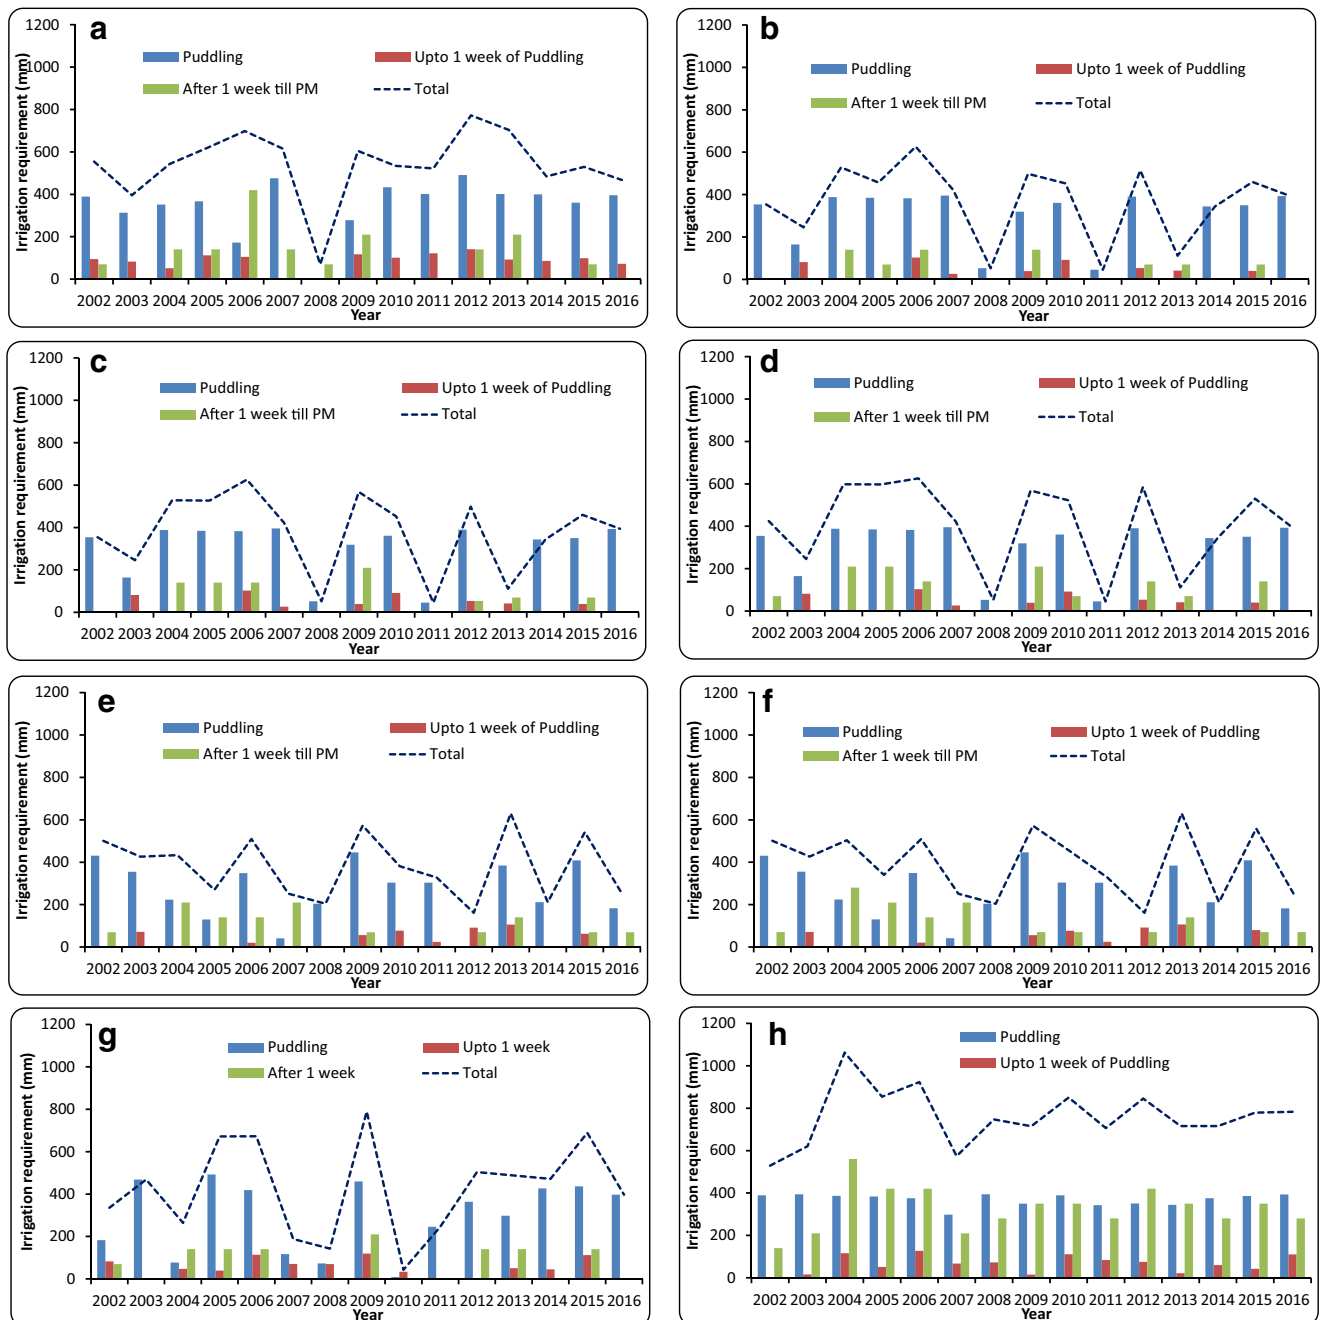 a
Irrigation requirement (mm)
1200
1000
800
600
400
200
0
Puddling
Upto 1 week of Puddling
After 1 week till PM
Total
2002 2003 2004 2005 2006 2007 2008 2009 2010 2011 2012 2013 2014 2015 2016
Year
b
Irrigation requirement (mm)
1200
1000
800
600
400
200
0
Puddling
Upto 1 week of Puddling
After 1 week till PM
Total
2002 2003 2004 2005 2006 2007 2008 2009 2010 2011 2012 2013 2014 2015 2016
Year
c
Irrigation requirement (mm)
1200
1000
800
600
400
200
0
Puddling
Upto 1 week of Puddling
After 1 week till PM
Total
2002 2003 2004 2005 2006 2007 2008 2009 2010 2011 2012 2013 2014 2015 2016
Year
d
Irrigation requirement (mm)
1200
1000
800
600
400
200
0
Puddling
Upto 1 week of Puddling
After 1 week till PM
Total
2002 2003 2004 2005 2006 2007 2008 2009 2010 2011 2012 2013 2014 2015 2016
Year
e
Irrigation requirement (mm)
1200
1000
800
600
400
200
0
Puddling
Upto 1 week of Puddling
After 1 week till PM
Total
2002 2003 2004 2005 2006 2007 2008 2009 2010 2011 2012 2013 2014 2015 2016
Year
f
Irrigation requirement (mm)
1200
1000
800
600
400
200
0
Puddling
Upto 1 week of Puddling
After 1 week till PM
Total
2002 2003 2004 2005 2006 2007 2008 2009 2010 2011 2012 2013 2014 2015 2016
Year
g
Irrigation requirement (mm)
1200
1000
800
600
400
200
0
Puddling
Upto 1 week
After 1 week
Total
2002 2003 2004 2005 2006 2007 2008 2009 2010 2011 2012 2013 2014 2015 2016
Year
h
Irrigation requirement (mm)
1200
1000
800
600
400
200
0
Puddling
Upto 1 week of Puddling
2002 2003 2004 2005 2006 2007 2008 2009 2010 2011 2012 2013 2014 2015 2016
Year